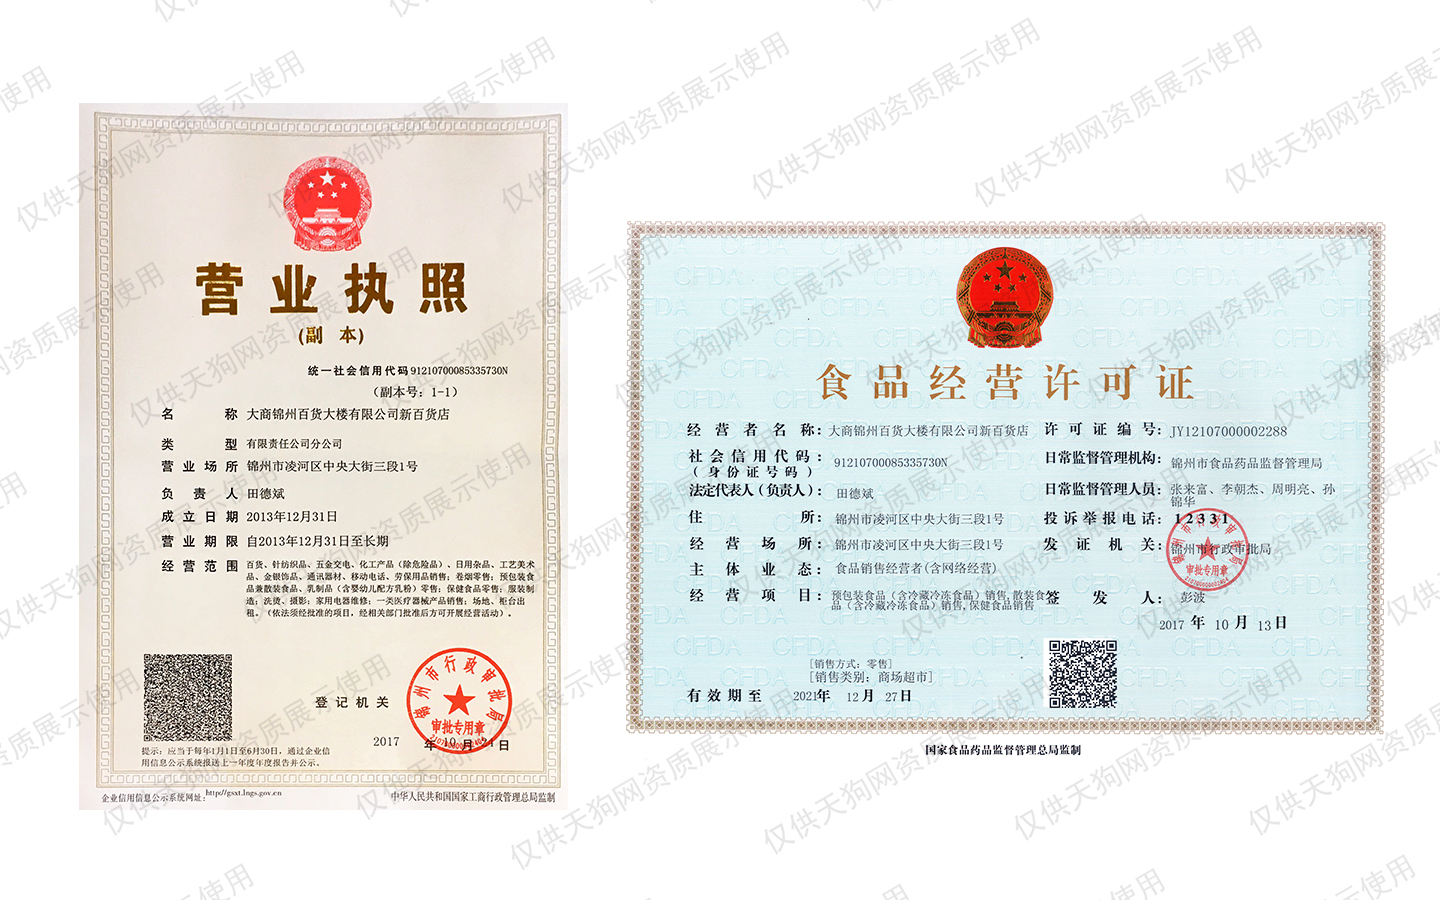 营业执照
(副 本)
统一社会信用代码 91210700085335730N
(副本号: 1-1)
名 称 大商锦州百货大楼有限公司新百货店
类 型 有限责任公司分公司
营业场所 锦州市凌河区中央大街三段1号
负 责 人 田德斌
成立日期 2013年12月31日
营业期限 自2013年12月31日至长期
经营范围 百货、针纺织品、五金交电、化工产品(除危险品)、日用杂品、工艺美术
品、金银饰品、通讯器材、移动电话、劳保用品销售; 卷烟零售; 预包装食
品兼散装食品、乳制品(含婴幼儿配方乳粉)零售; 保健食品零售; 服装制
造; 洗烫、摄影; 家用电器维修; 一类医疗器械产品销售; 场地、柜台出
租。(依法须经批准的项目, 经相关部门批准后方可开展经营活动)。
登记机关
锦州市行政审批局
审批专用章
2017 年 10 月 日
提示: 应当于每年1月1日至6月30日, 通过企业信
用信息公示系统报送上一年度年度报告并公示。
企业信用信息公示系统网址: http://gsxt.lngs.gov.cn
中华人民共和国国家工商行政管理总局监制
食品经营许可证
经营者名称: 大商锦州百货大楼有限公司新百货店
社会信用代码: 91210700085335730N
(身份证号码)
法定代表人(负责人): 田德斌
住 所: 锦州市凌河区中央大街三段1号
经营场所: 锦州市凌河区中央大街三段1号
主体业态: 食品销售经营者(含网络经营)
经营项目: 预包装食品(含冷藏冷冻食品)销售, 散装食
品(含冷藏冷冻食品)销售, 保健食品销售
[销售方式: 零售]
[销售类别: 商场超市]
有效期至 2021年 12 月 27 日
许可证编号: JY12107000002288
日常监督管理机构: 锦州市食品药品监督管理局
日常监督管理人员: 张来富、李朝杰、周明亮、孙
锦华
投诉举报电话: 12331
发证机关: 锦州市行政审批局
锦州市行政审批局
审批专用章
签 发 人: 彭波
2017 年 10 月 13 日
国家食品药品监督管理总局监制
CFDA
仅供天狗网资质展示使用